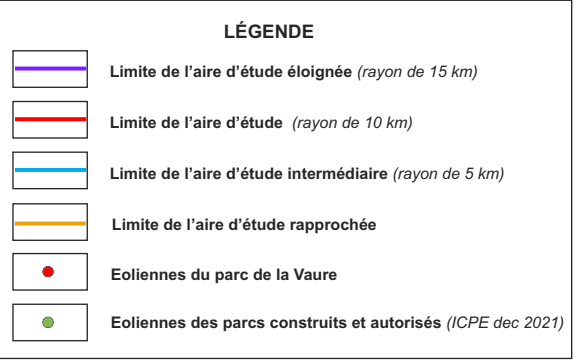 LÉGENDE
Limite de l'aire d'étude éloignée (rayon de 15 km)
Limite de l'aire d'étude (rayon de 10 km)
Limite de l'aire d'étude intermédiaire (rayon de 5 km)
Limite de l'aire d'étude rapprochée
Eoliennes du parc de la Vaure
Eoliennes des parcs construits et autorisés (ICPE dec 2021)